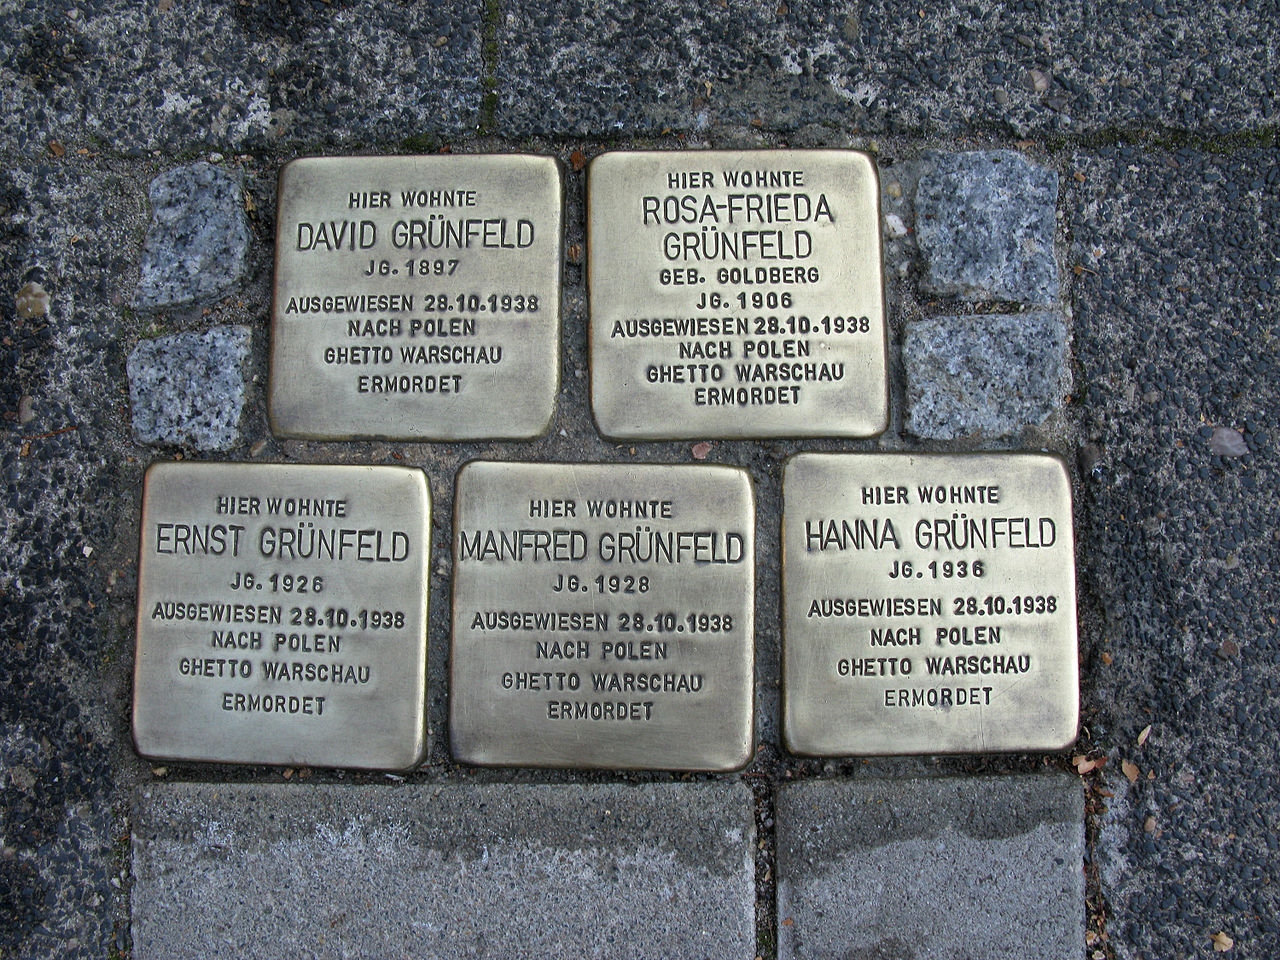 HIER WOHNTE
DAVID GRÜNFELD
JG. 1897
AUSGEWIESEN 28.10.1938
NACH POLEN
GHETTO WARSCHAU
ERMORDET
HIER WOHNTE
ROSA-FRIEDA
GRÜNFELD
GEB. GOLDBERG
JG. 1906
AUSGEWIESEN 28.10.1938
NACH POLEN
GHETTO WARSCHAU
ERMORDET
HIER WOHNTE
ERNST GRÜNFELD
JG. 1926
AUSGEWIESEN 28.10.1938
NACH POLEN
GHETTO WARSCHAU
ERMORDET
HIER WOHNTE
MANFRED GRÜNFELD
JG. 1928
AUSGEWIESEN 28.10.1938
NACH POLEN
GHETTO WARSCHAU
ERMORDET
HIER WOHNTE
HANNA GRÜNFELD
JG. 1936
AUSGEWIESEN 28.10.1938
NACH POLEN
GHETTO WARSCHAU
ERMORDET